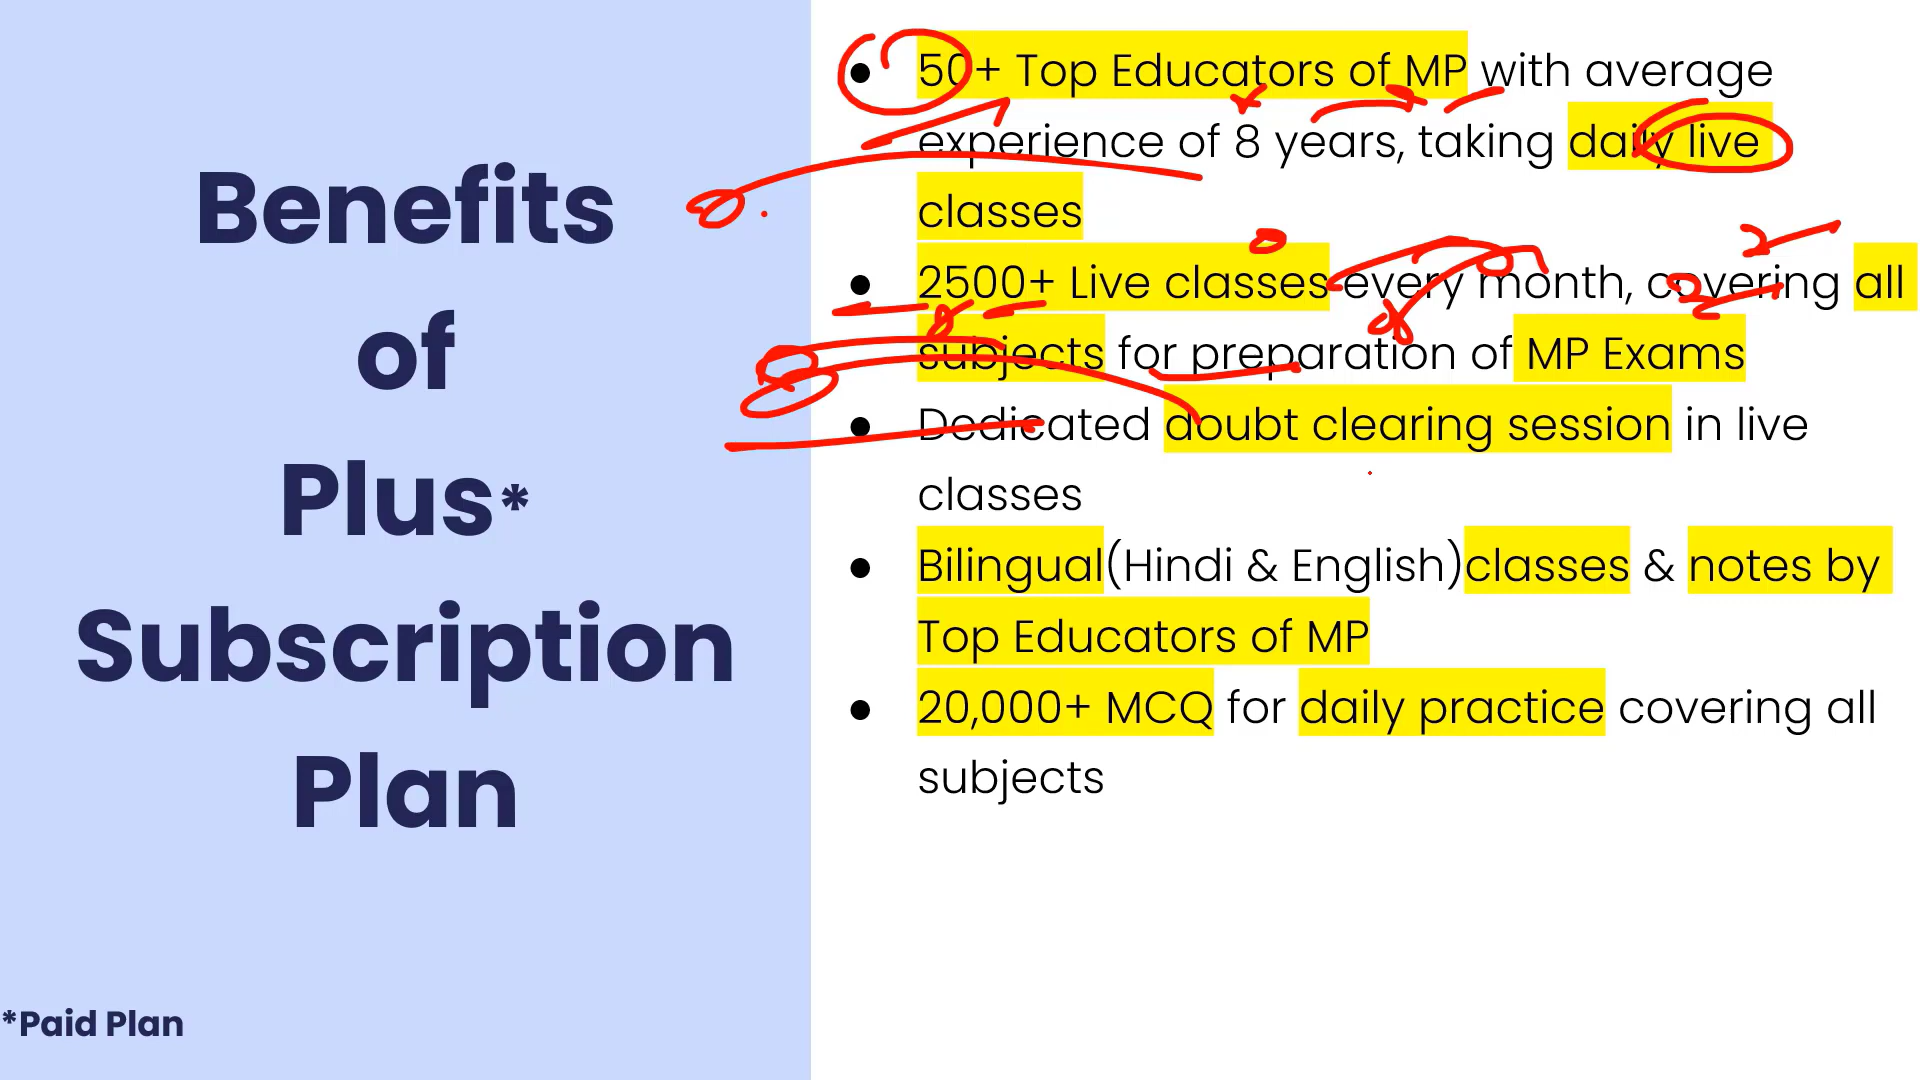 Benefits
of
Plus*
Subscription
Plan
*Paid Plan
● 50+ Top Educators of MP with average
experience of 8 years, taking daily live
classes
● 2500+ Live classes every month, covering all
subjects for preparation of MP Exams
● Dedicated doubt clearing session in live
classes
● Bilingual(Hindi & English)classes & notes by
Top Educators of MP
● 20,000+ MCQ for daily practice covering all
subjects